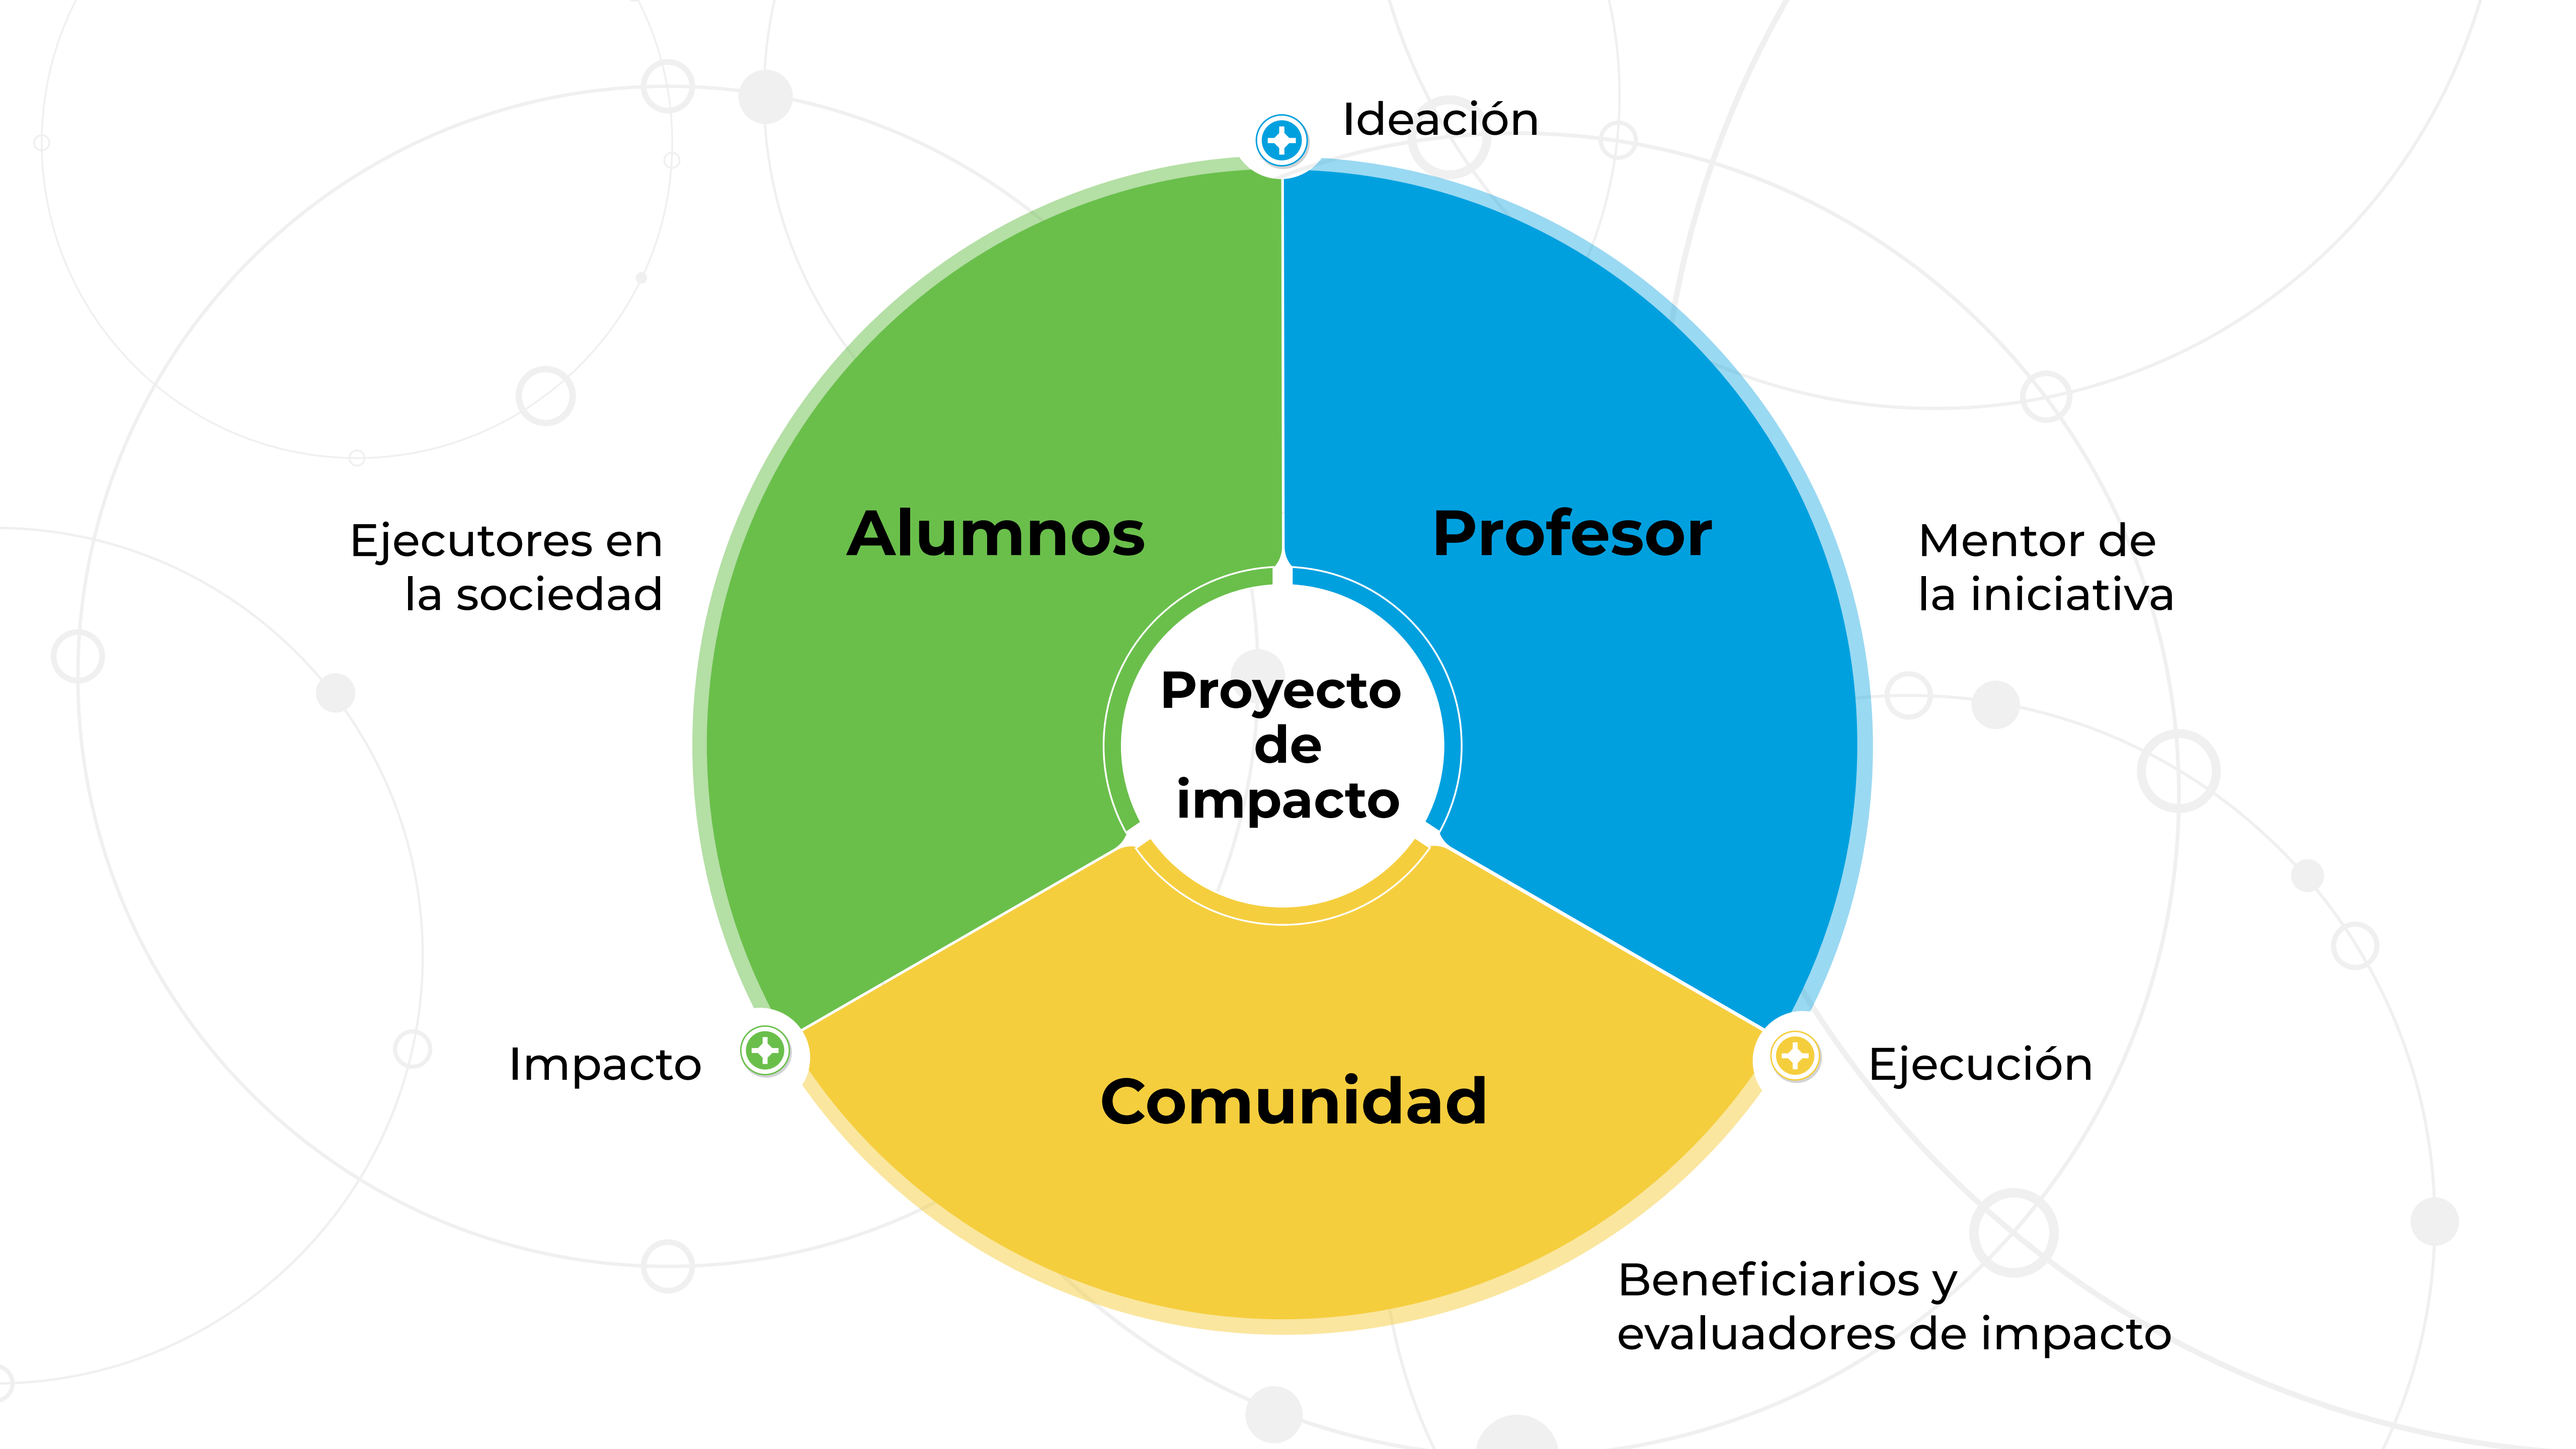 Ideación
Alumnos
Profesor
Ejecutores en
la sociedad
Mentor de
la iniciativa
Proyecto
de
impacto
Impacto
Ejecución
Comunidad
Beneficiarios y
evaluadores de impacto